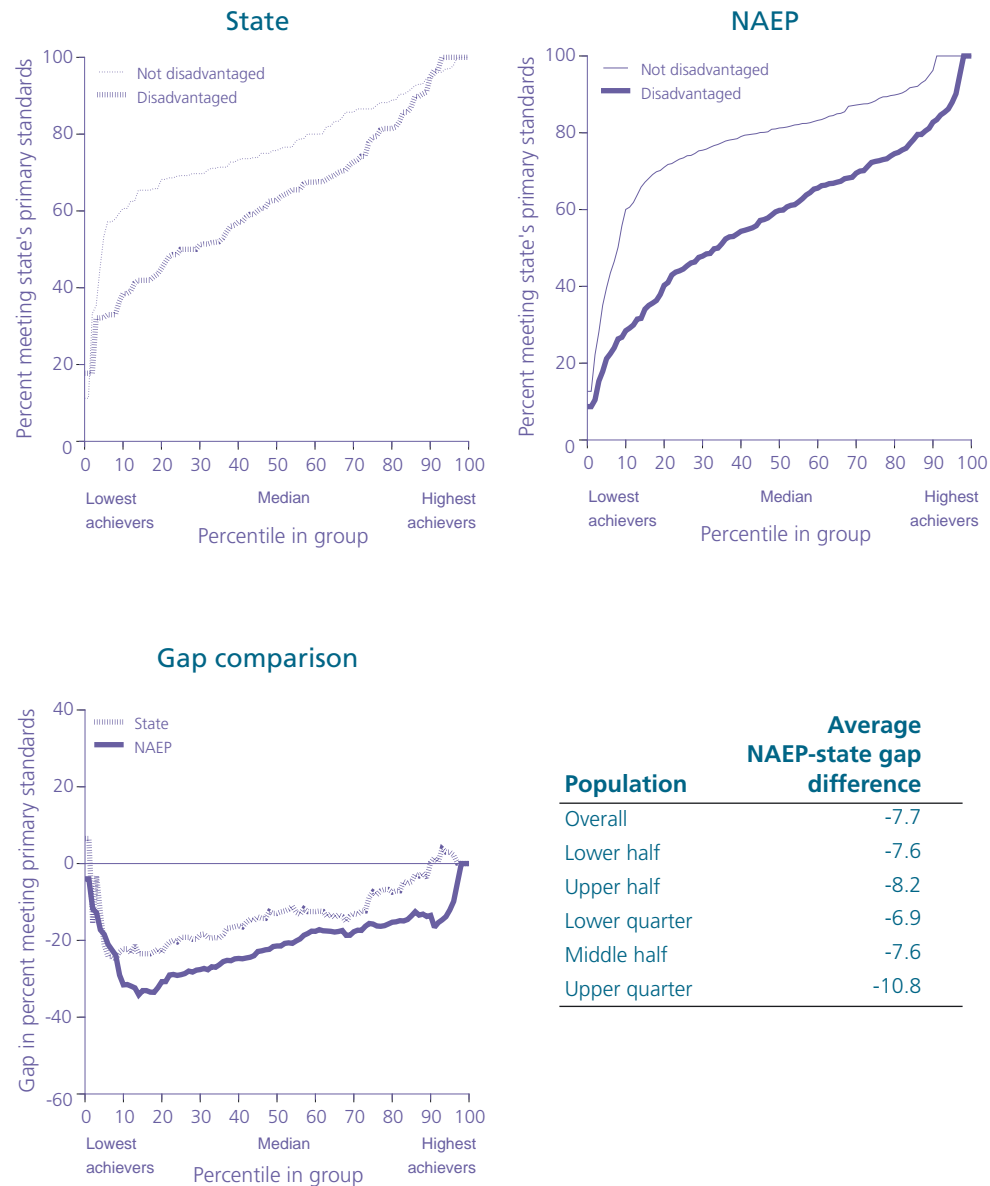 State
Percent meeting state's primary standards
100
80
60
40
20
0
Not disadvantaged
Disadvantaged
0 10 20 30 40 50 60 70 80 90 100
Lowest achievers
Median
Highest achievers
Percentile in group
NAEP
Percent meeting state's primary standards
100
80
60
40
20
0
Not disadvantaged
Disadvantaged
0 10 20 30 40 50 60 70 80 90 100
Lowest achievers
Median
Highest achievers
Percentile in group
Gap comparison
Gap in percent meeting primary standards
40
20
0
-20
-40
-60
State
NAEP
0 10 20 30 40 50 60 70 80 90 100
Lowest achievers
Median
Highest achievers
Percentile in group
Average
NAEP-state gap
Population difference
Overall -7.7
Lower half -7.6
Upper half -8.2
Lower quarter -6.9
Middle half -7.6
Upper quarter -10.8